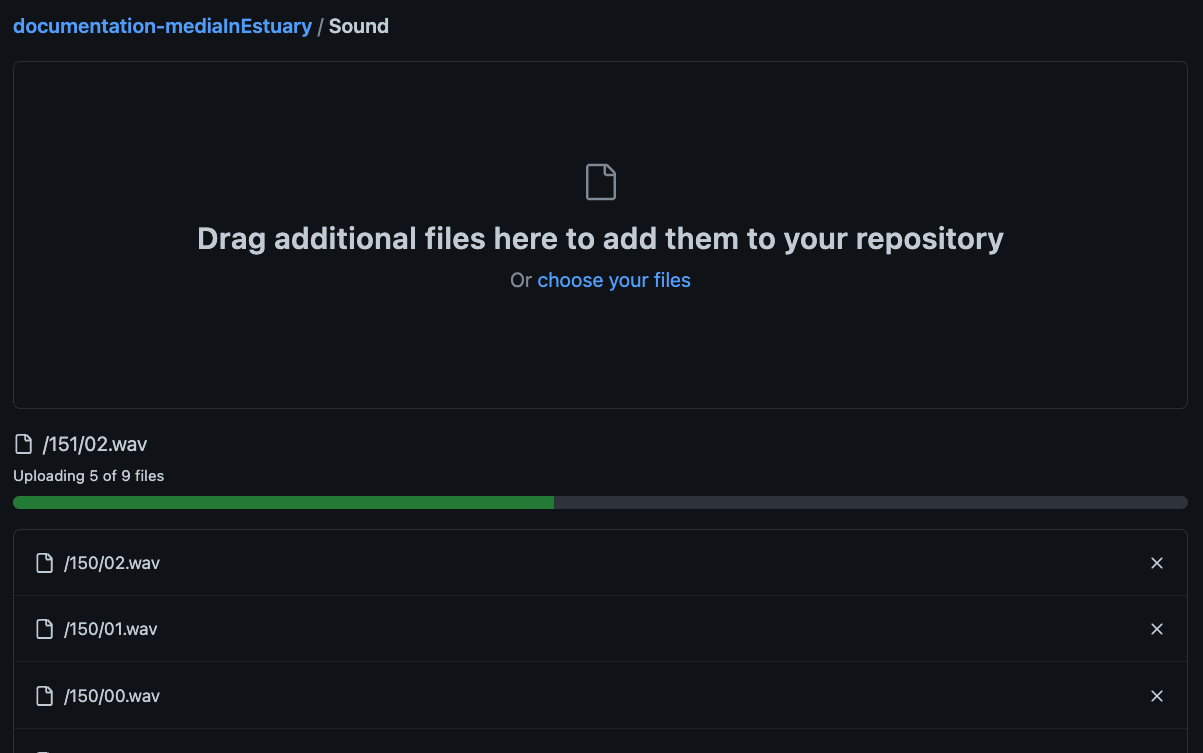 documentation-mediaInEstuary / Sound
Drag additional files here to add them to your repository
Or choose your files
/151/02.wav
Uploading 5 of 9 files
/150/02.wav
/150/01.wav
/150/00.wav